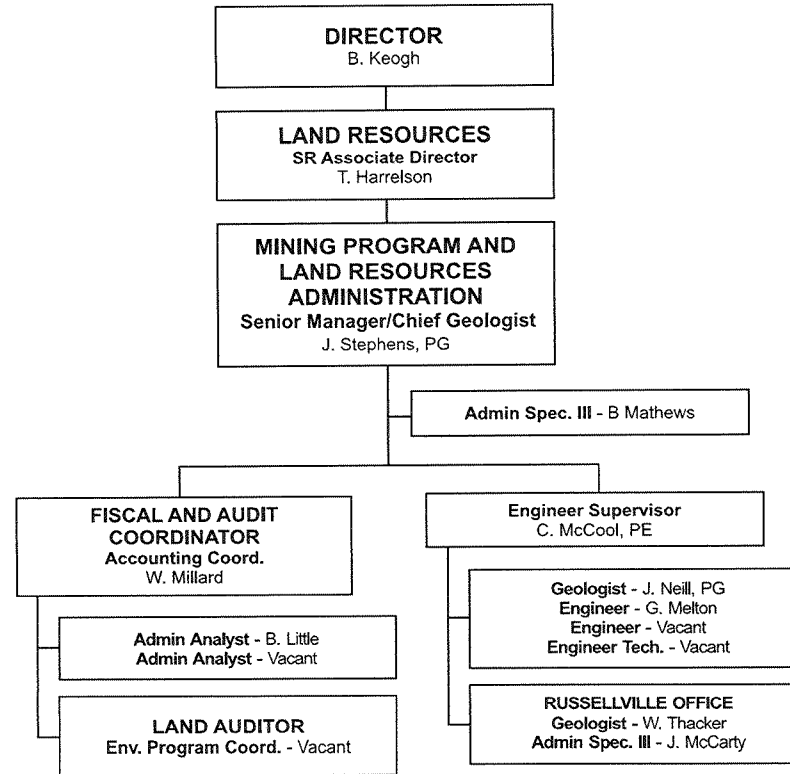 DIRECTOR
B. Keogh
LAND RESOURCES
SR Associate Director
T. Harrelson
MINING PROGRAM AND
LAND RESOURCES
ADMINISTRATION
Senior Manager/Chief Geologist
J. Stephens, PG
Admin Spec. III - B Mathews
FISCAL AND AUDIT
COORDINATOR
Accounting Coord.
W. Millard
Admin Analyst - B. Little
Admin Analyst - Vacant
LAND AUDITOR
Env. Program Coord. - Vacant
Engineer Supervisor
C. McCool, PE
Geologist - J. Neill, PG
Engineer - G. Melton
Engineer - Vacant
Engineer Tech. - Vacant
RUSSELLVILLE OFFICE
Geologist - W. Thacker
Admin Spec. III - J. McCarty